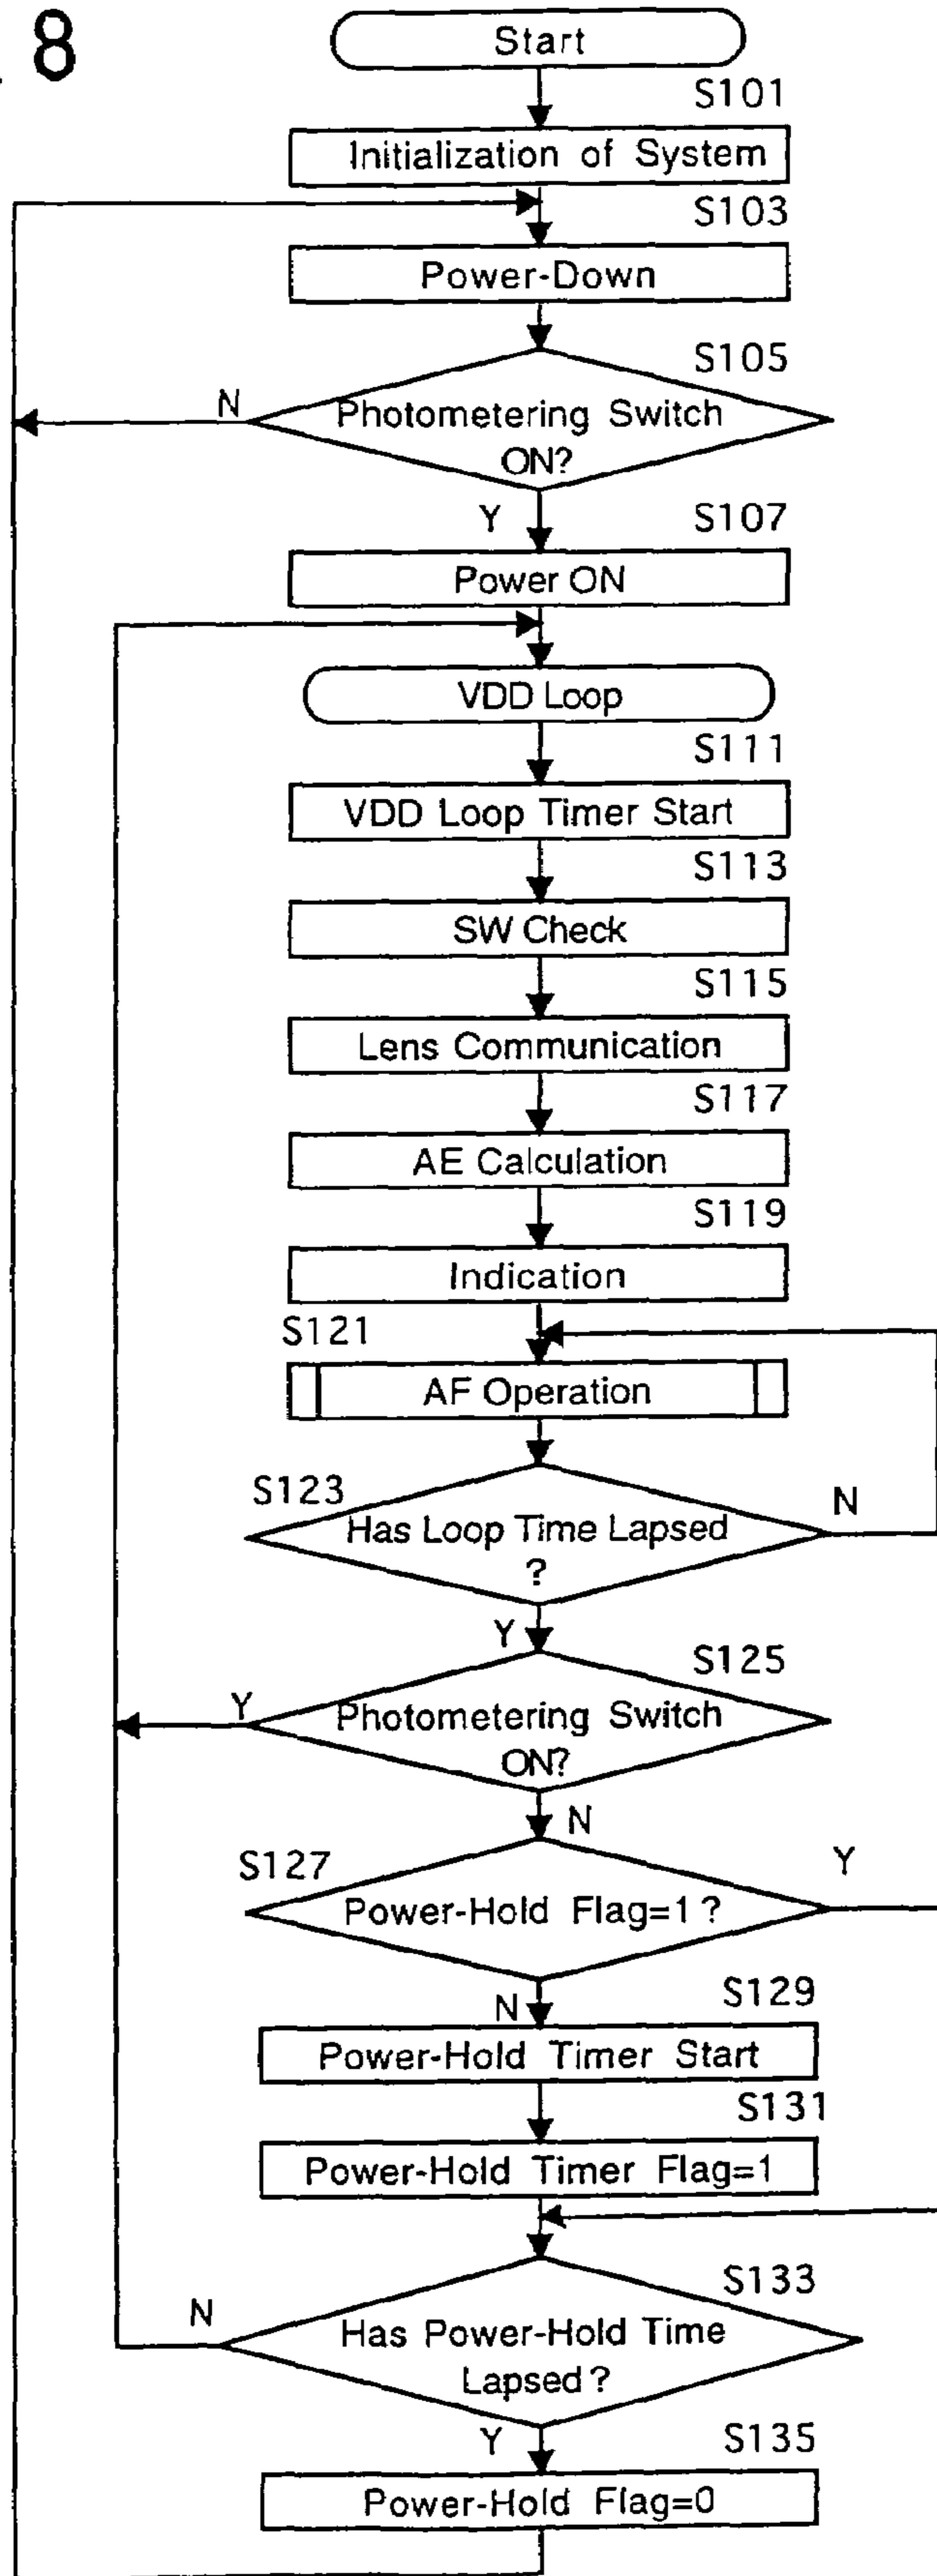 8
Start
S101
Initialization of System
S103
Power-Down
S105
N
Photometering Switch
ON?
Y
S107
Power ON
VDD Loop
S111
VDD Loop Timer Start
S113
SW Check
S115
Lens Communication
S117
AE Calculation
S119
Indication
S121
AF Operation
S123
N
Has Loop Time Lapsed
?
Y
S125
Y
Photometering Switch
ON?
N
S127
Y
Power-Hold Flag=1?
N
S129
Power-Hold Timer Start
S131
Power-Hold Timer Flag=1
S133
N
Has Power-Hold Time
Lapsed?
Y
S135
Power-Hold Flag=0